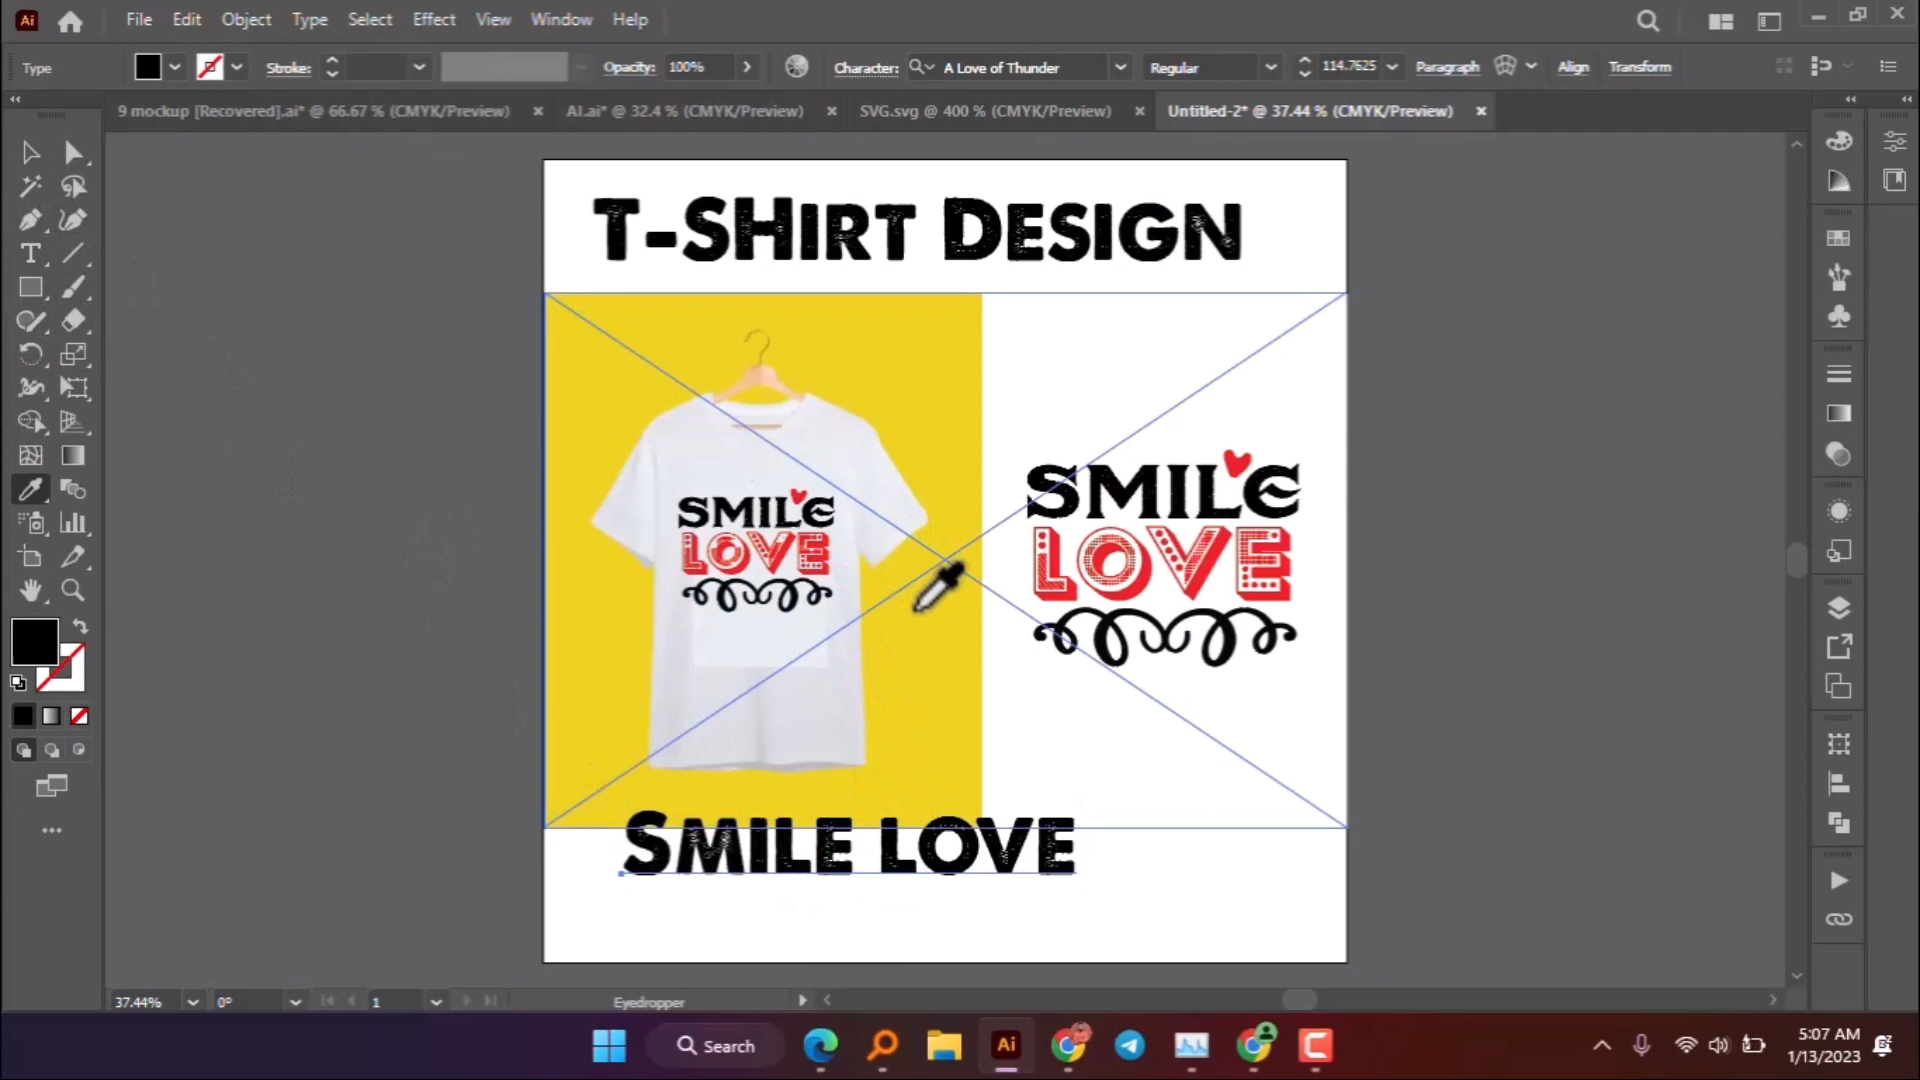 Ai File Edit Object Type Select Effect View Window Help
Type Stroke: Opacity: 100% Character: A Love of Thunder Regular 114.7625 Paragraph Align Transform
9 mockup [Recovered].ai* @ 66.67 % (CMYK/Preview) AI.ai* @ 32.4 % (CMYK/Preview) SVG.svg @ 400 % (CMYK/Preview) Untitled-2* @ 37.44 % (CMYK/Preview)
T-SHIRT DESIGN
SMILE
LOVE
SMILE
LOVE
SMILE LOVE
37.44% 0° 1 Eyedropper
Search Ai
5:07 AM
1/13/2023